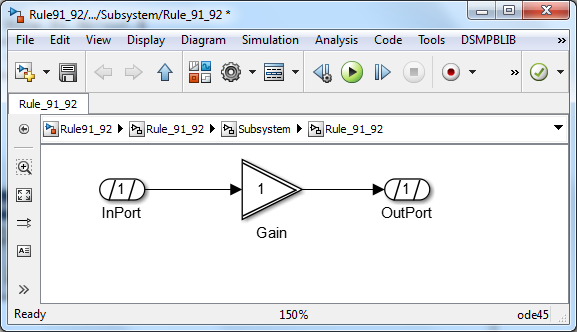 Rule91_92/.../Subsystem/Rule_91_92 *
File Edit View Display Diagram Simulation Analysis Code Tools DSMPBLIB
» »
Rule_91_92
Rule91_92 Rule_91_92 Subsystem Rule_91_92
1 1 1
InPort Gain OutPort
»
Ready 150% ode45